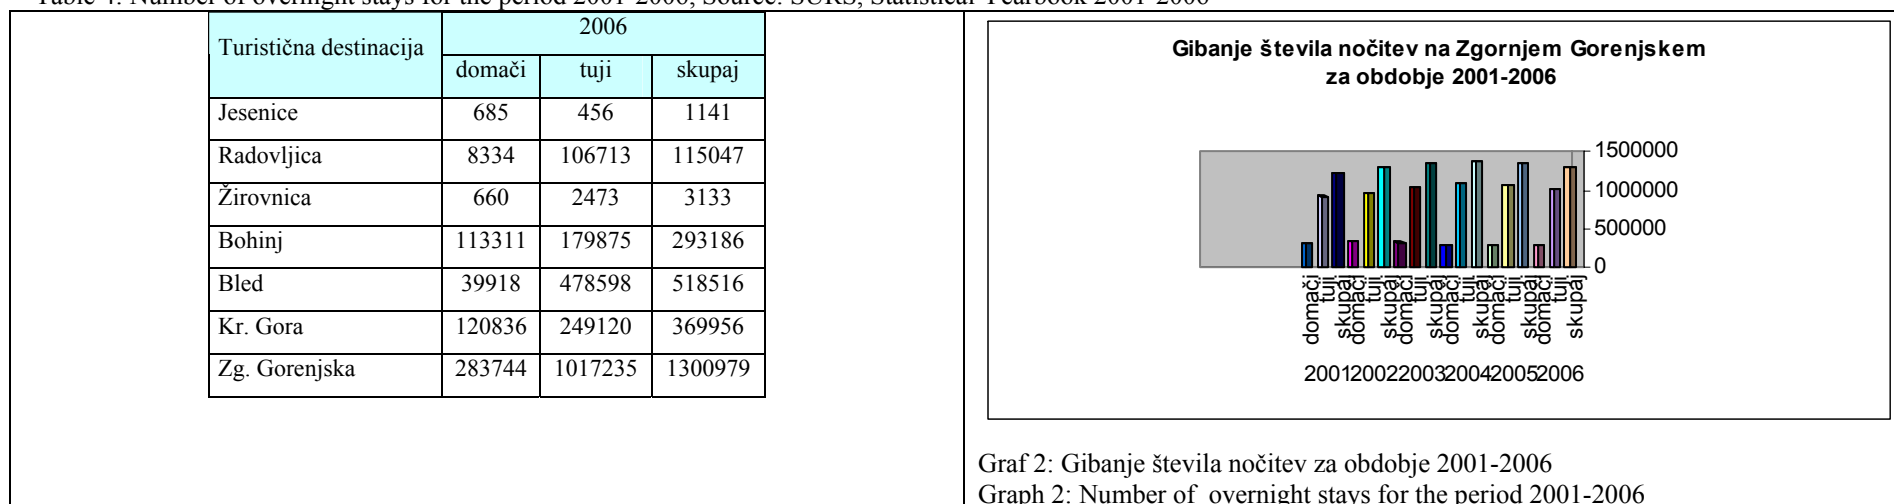 Table 4: Number of overnight stays for the period 2001-2006, Source: SURS, Statistical Yearbook 2001-2006
Turistična destinacija 2006
domači tuji skupaj
Jesenice 685 456 1141
Radovljica 8334 106713 115047
Žirovnica 660 2473 3133
Bohinj 113311 179875 293186
Bled 39918 478598 518516
Kr. Gora 120836 249120 369956
Zg. Gorenjska 283744 1017235 1300979
Gibanje števila nočitev na Zgornjem Gorenjskem
za obdobje 2001-2006
1500000
1000000
500000
0
domači tuji skupaj domači tuji skupaj domači tuji skupaj domači tuji skupaj domači tuji skupaj domači tuji skupaj
2001 2002 2003 2004 2005 2006
Graf 2: Gibanje števila nočitev za obdobje 2001-2006
Graph 2: Number of overnight stays for the period 2001-2006